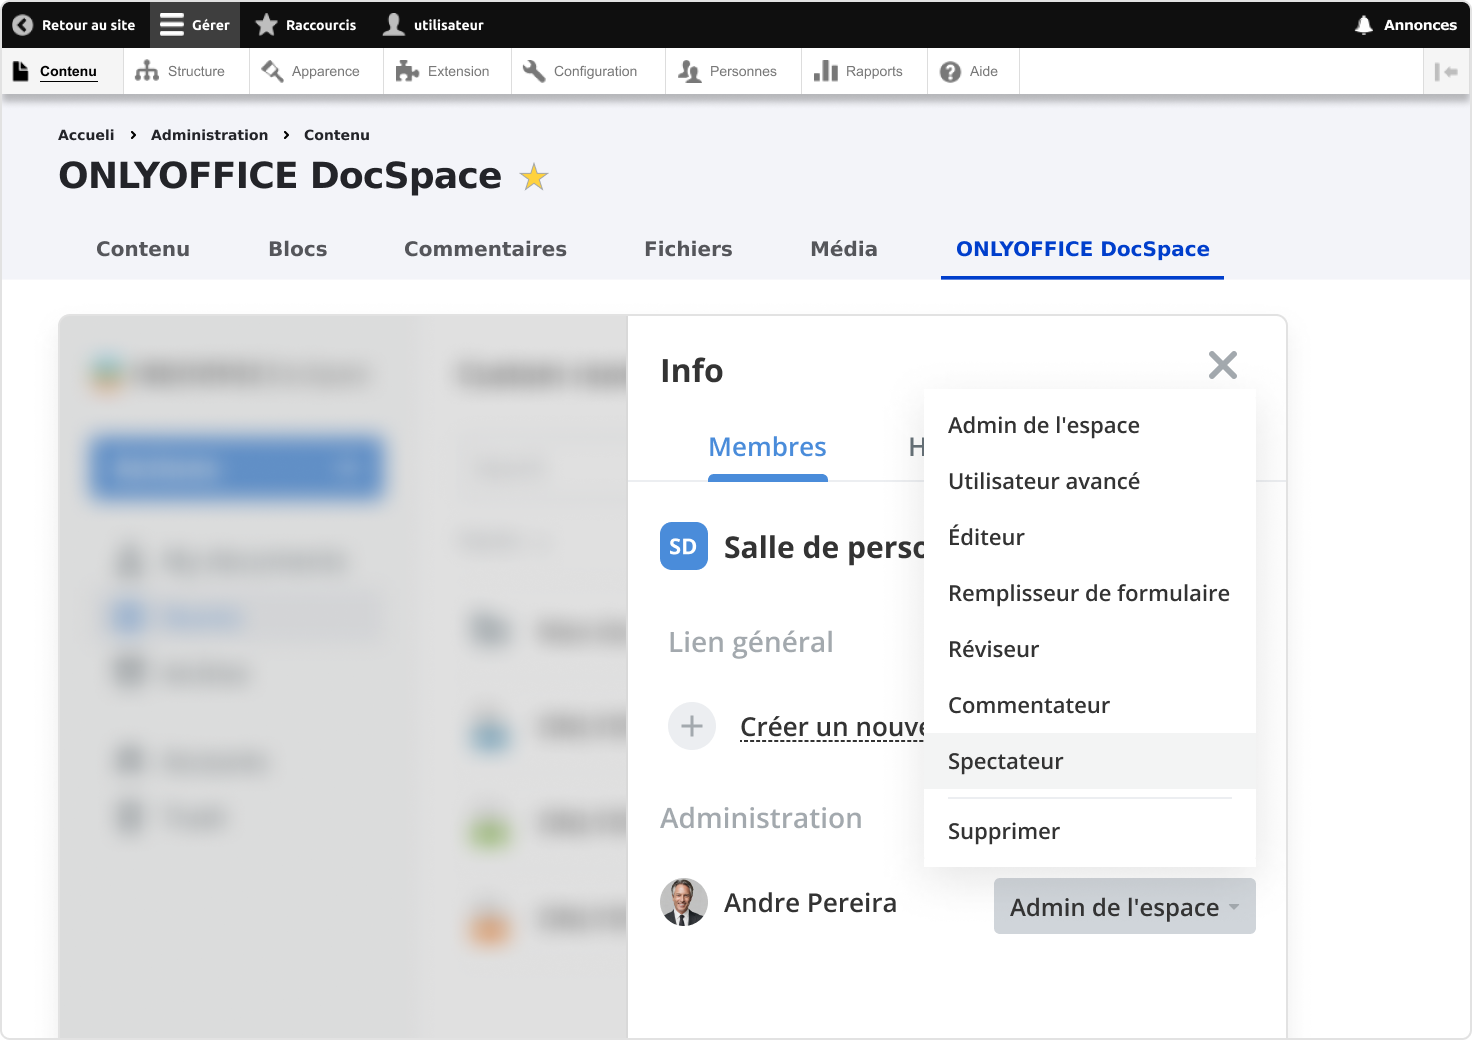 Retour au site Gérer Raccourcis utilisateur Annonces
Contenu Structure Apparence Extension Configuration Personnes Rapports Aide
Accueli › Administration › Contenu
ONLYOFFICE DocSpace
Contenu Blocs Commentaires Fichiers Média ONLYOFFICE DocSpace
Info
Membres H
SD Salle de perso
Lien général
Créer un nouve
Administration
Andre Pereira
Admin de l'espace
Utilisateur avancé
Éditeur
Remplisseur de formulaire
Réviseur
Commentateur
Spectateur
Supprimer
Admin de l'espace